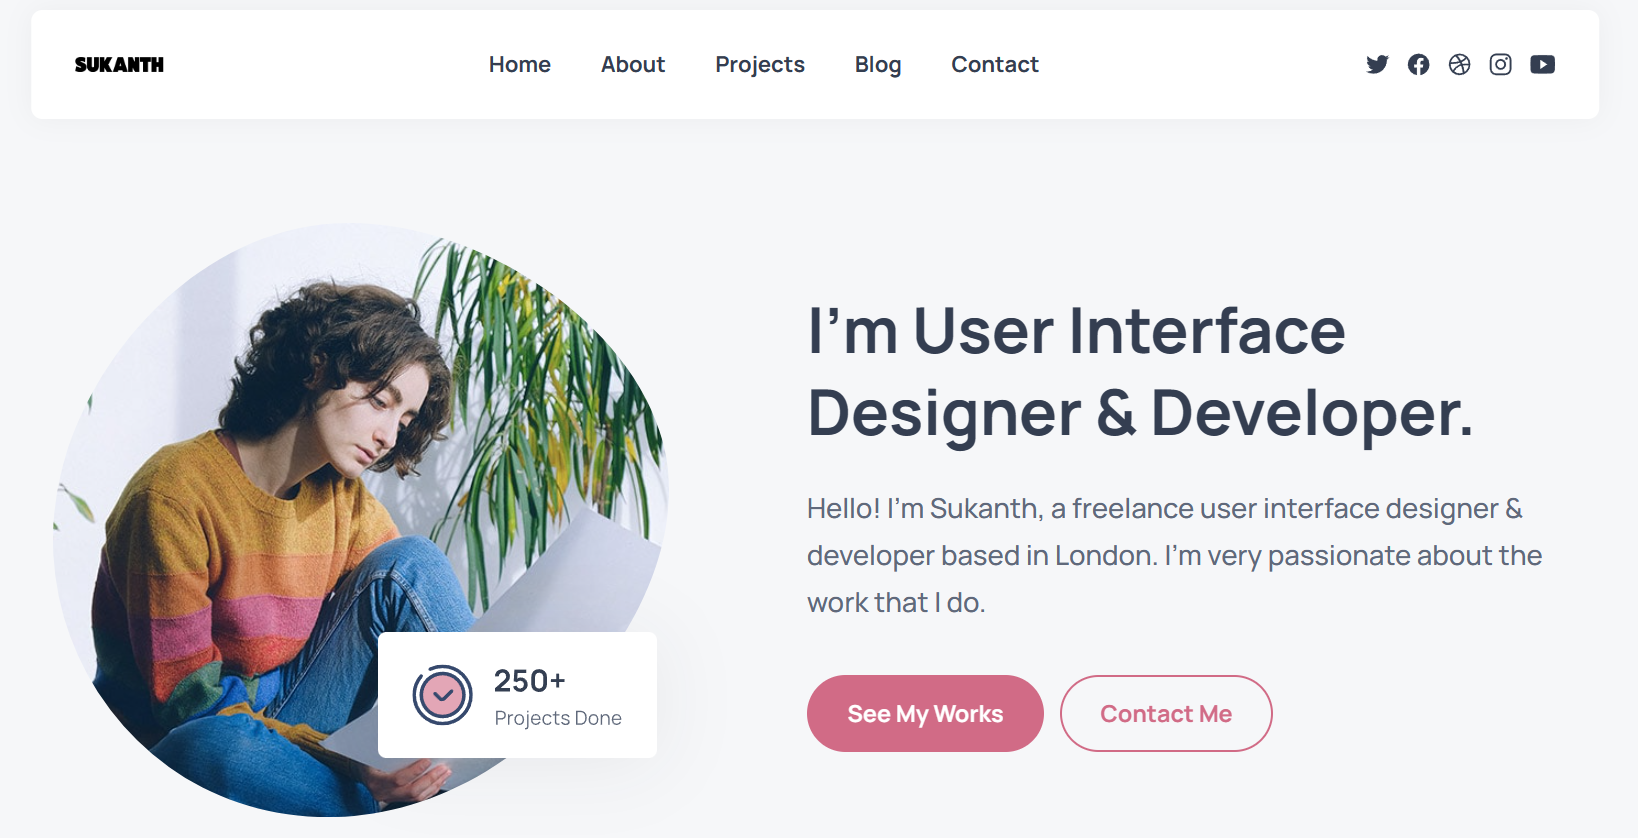 SUKANTH
Home About Projects Blog Contact
I'm User Interface
Designer & Developer.
Hello! I'm Sukanth, a freelance user interface designer &
developer based in London. I'm very passionate about the
work that I do.
250+
Projects Done
See My Works Contact Me